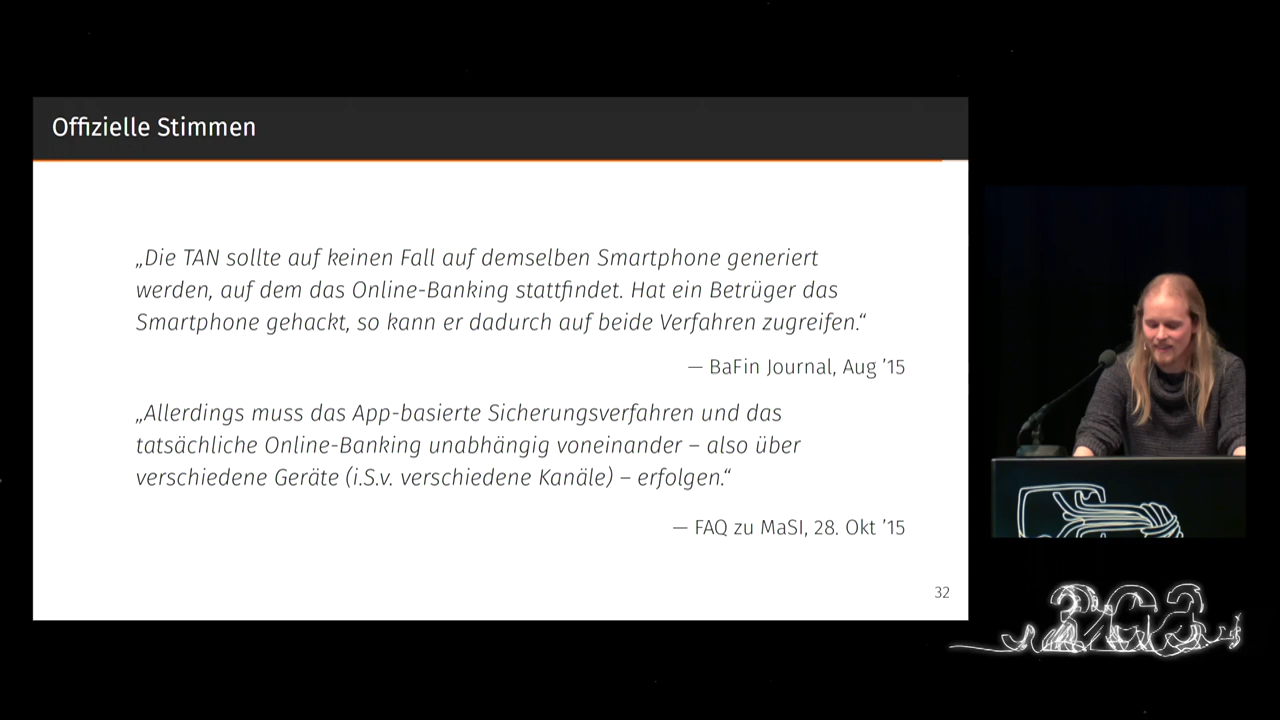 Offizielle Stimmen
„Die TAN sollte auf keinen Fall auf demselben Smartphone generiert
werden, auf dem das Online-Banking stattfindet. Hat ein Betrüger das
Smartphone gehackt, so kann er dadurch auf beide Verfahren zugreifen.“
— BaFin Journal, Aug ’15
„Allerdings muss das App-basierte Sicherungsverfahren und das
tatsächliche Online-Banking unabhängig voneinander – also über
verschiedene Geräte (i.S.v. verschiedene Kanäle) – erfolgen.“
— FAQ zu MaSI, 28. Okt ’15
32